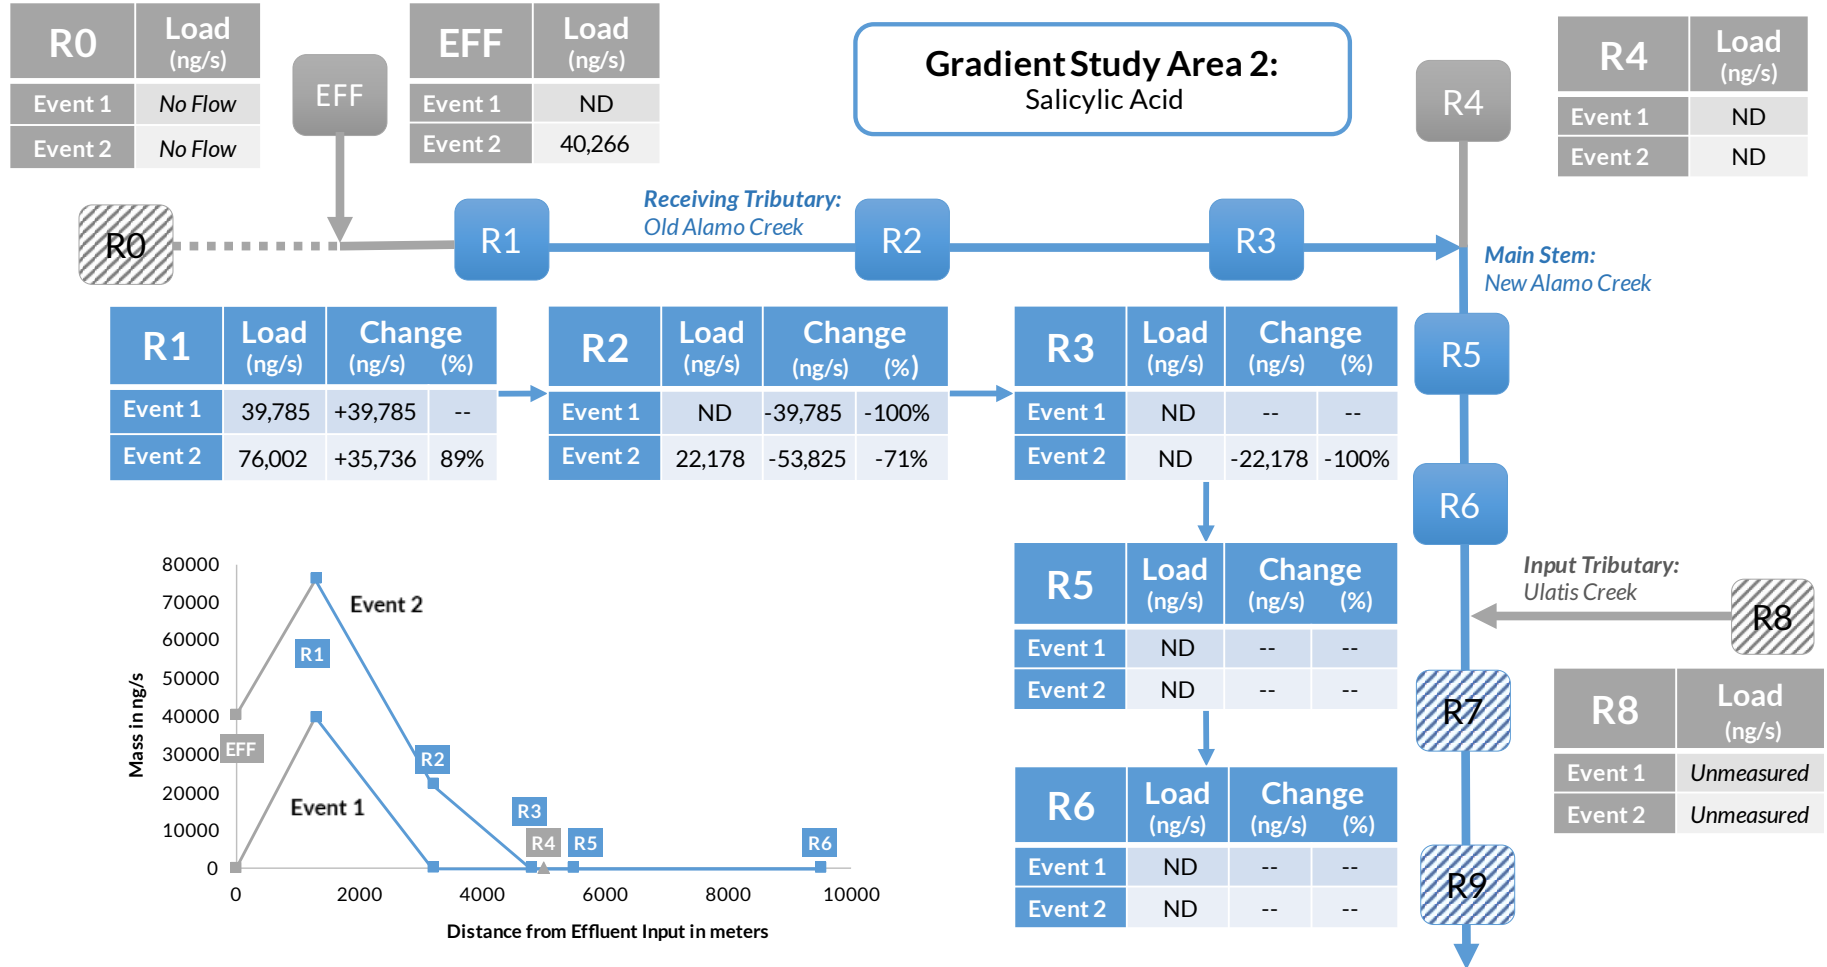 R0 Load (ng/s)
Event 1 No Flow
Event 2 No Flow
EFF
EFF Load (ng/s)
Event 1 ND
Event 2 40,266
Gradient Study Area 2:
Salicylic Acid
R4
R4 Load (ng/s)
Event 1 ND
Event 2 ND
R0
R1
Receiving Tributary:
Old Alamo Creek
R2
R3
Main Stem:
New Alamo Creek
R1 Load (ng/s) Change (ng/s) (%)
Event 1 39,785 +39,785 --
Event 2 76,002 +35,736 89%
R2 Load (ng/s) Change (ng/s) (%)
Event 1 ND -39,785 -100%
Event 2 22,178 -53,825 -71%
R3 Load (ng/s) Change (ng/s) (%)
Event 1 ND -- --
Event 2 ND -22,178 -100%
R5
R6
R5 Load (ng/s) Change (ng/s) (%)
Event 1 ND -- --
Event 2 ND -- --
R6 Load (ng/s) Change (ng/s) (%)
Event 1 ND -- --
Event 2 ND -- --
Input Tributary:
Ulatis Creek
R8
R7
R8 Load (ng/s)
Event 1 Unmeasured
Event 2 Unmeasured
R9
Mass in ng/s
80000
70000
60000
50000
40000
30000
20000
10000
0
Event 2
R1
EFF
Event 1
R2
R3
R4
R5
R6
0 2000 4000 6000 8000 10000
Distance from Effluent Input in meters